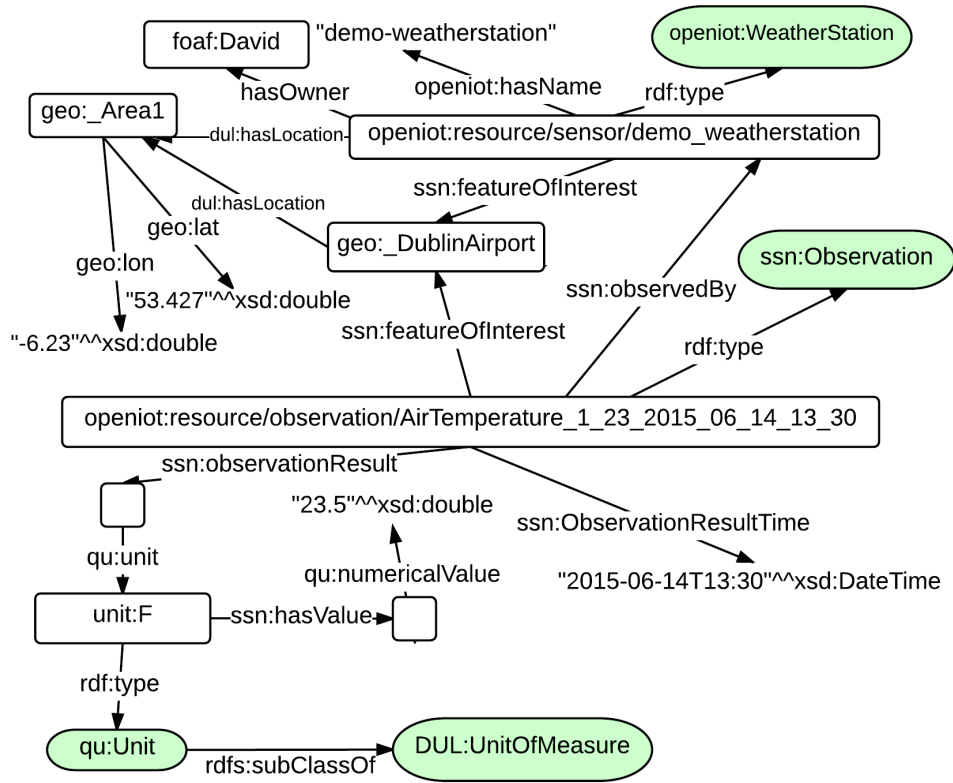 foaf:David
"demo-weatherstation"
openiot:WeatherStation
hasOwner
openiot:hasName
rdf:type
geo:_Area1
dul:hasLocation
openiot:resource/sensor/demo_weatherstation
ssn:featureOfInterest
dul:hasLocation
geo:lat
geo:_DublinAirport
geo:lon
ssn:Observation
"53.427"^^xsd:double
ssn:observedBy
"-6.23"^^xsd:double
ssn:featureOfInterest
rdf:type
openiot:resource/observation/AirTemperature_1_23_2015_06_14_13_30
ssn:observationResult
"23.5"^^xsd:double
ssn:ObservationResultTime
qu:unit
qu:numericalValue
"2015-06-14T13:30"^^xsd:DateTime
unit:F
ssn:hasValue
rdf:type
qu:Unit
DUL:UnitOfMeasure
rdfs:subClassOf